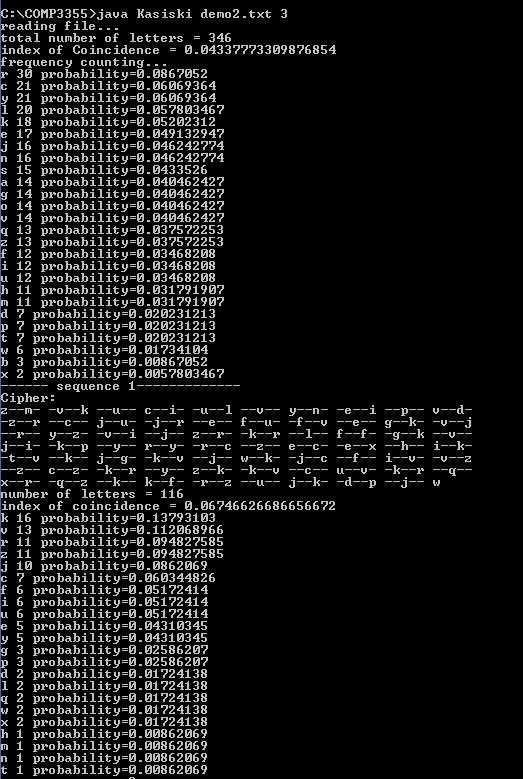 C:\COMP3355>java Kasiski demo2.txt 3
reading file...
total number of letters = 346
index of Coincidence = 0.04337773309876854
frequency counting...
r 30 probability=0.0867052
c 21 probability=0.06069364
y 21 probability=0.06069364
l 20 probability=0.057803467
k 18 probability=0.05202312
e 17 probability=0.049132947
j 16 probability=0.046242774
n 16 probability=0.046242774
s 15 probability=0.0433526
a 14 probability=0.040462427
g 14 probability=0.040462427
o 14 probability=0.040462427
v 14 probability=0.040462427
q 13 probability=0.037572253
z 13 probability=0.037572253
f 12 probability=0.03468208
i 12 probability=0.03468208
u 12 probability=0.03468208
h 11 probability=0.031791907
m 11 probability=0.031791907
d 7 probability=0.020231213
p 7 probability=0.020231213
t 7 probability=0.020231213
w 6 probability=0.01734104
b 3 probability=0.00867052
x 2 probability=0.0057803467
------ sequence 1-------------
Cipher:
z--m- -v--k --u-- c--i- -u--l --v-- y--n- -e--i --p-- v--d-
-z--r --c-- j--u- -j--r --e-- f--u- -f--v --e-- g--k- -v--j
--r-- y--z- -v--i --j-- z--r- -k--r --l-- f--f- -g--k --v--
j--i- -k--p --y-- r--y- -r--c --z-- e--c- -e--x --h-- i--k-
-t--v --k-- j--g- -k--v --j-- w--k- -j--c --f-- i--v- -v--z
--z-- c--z- -k--r --y-- z--k- -k--v --c-- u--v- -k--r --q--
x--r- -q--z --k-- k--f- -r--z --u-- j--k- -d--p --j-- w
number of letters = 116
index of coincidence = 0.06746626686656672
k 16 probability=0.13793103
v 13 probability=0.112068966
r 11 probability=0.094827585
z 11 probability=0.094827585
j 10 probability=0.0862069
c 7 probability=0.060344826
f 6 probability=0.05172414
i 6 probability=0.05172414
u 6 probability=0.05172414
e 5 probability=0.04310345
y 5 probability=0.04310345
g 3 probability=0.02586207
p 3 probability=0.02586207
d 2 probability=0.01724138
l 2 probability=0.01724138
q 2 probability=0.01724138
w 2 probability=0.01724138
x 2 probability=0.01724138
h 1 probability=0.00862069
m 1 probability=0.00862069
n 1 probability=0.00862069
t 1 probability=0.00862069